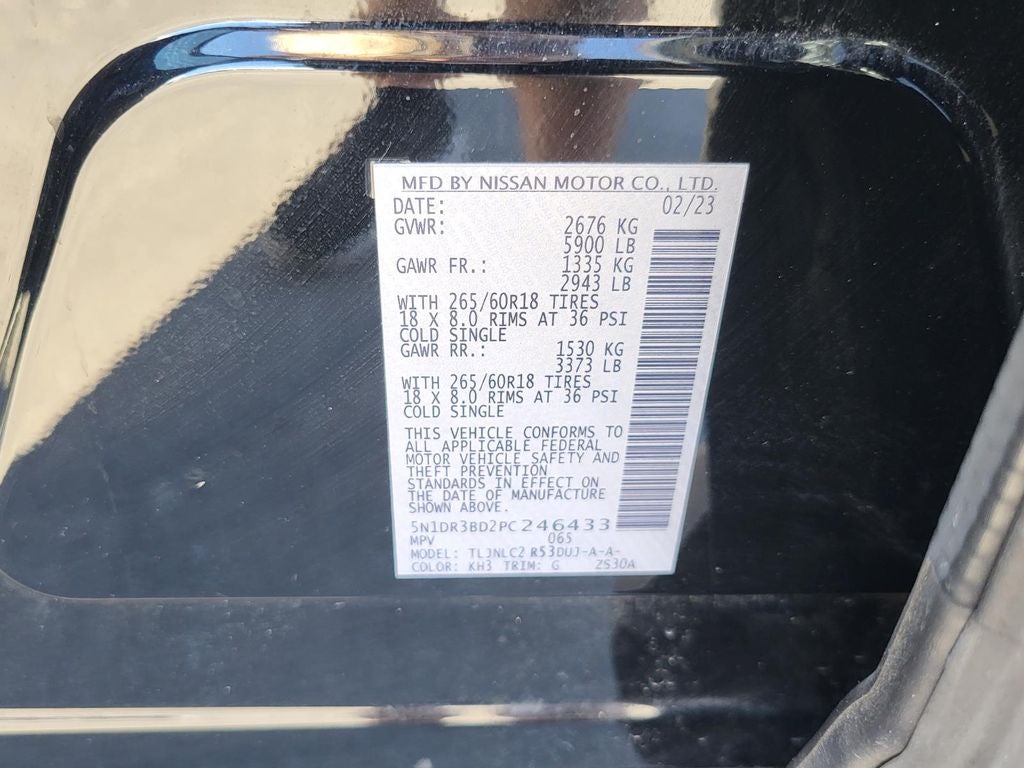 MFD BY NISSAN MOTOR CO., LTD.
DATE: 02/23
GVWR: 2676 KG
5900 LB
GAWR FR.: 1335 KG
2943 LB
WITH 265/60R18 TIRES
18 X 8.0 RIMS AT 36 PSI
COLD SINGLE
GAWR RR.: 1530 KG
3373 LB
WITH 265/60R18 TIRES
18 X 8.0 RIMS AT 36 PSI
COLD SINGLE
THIS VEHICLE CONFORMS TO
ALL APPLICABLE FEDERAL
MOTOR VEHICLE SAFETY AND
THEFT PREVENTION
STANDARDS IN EFFECT ON
THE DATE OF MANUFACTURE
SHOWN ABOVE.
5N1DR3BD2PC246433
MPV 065
MODEL: TLJNLC2 R53DUJ-A-A-
COLOR: KH3 TRIM: G ZS30A